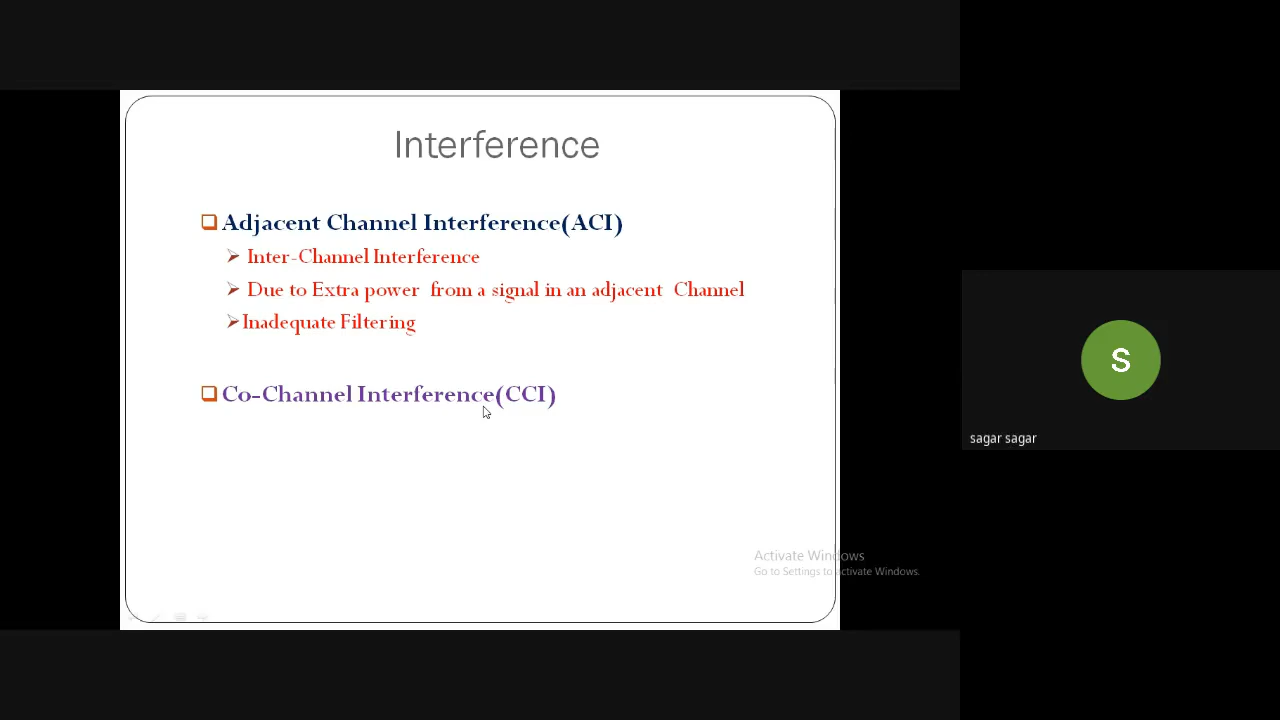 Interference
Adjacent Channel Interference(ACI)
Inter-Channel Interference
Due to Extra power from a signal in an adjacent Channel
Inadequate Filtering
Co-Channel Interference(CCI)
S
sagar sagar
Activate Windows
Go to Settings to activate Windows.